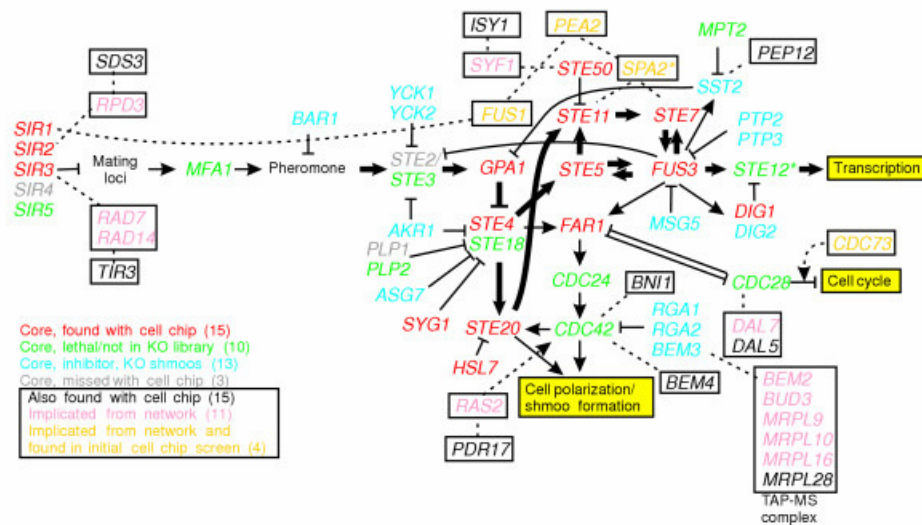 ISY1
PEA2
MPT2
SDS3
SYF1
STE50
SPA2*
PEP12
RPD3
BAR1
YCK1
YCK2
FUS1
SST2
SIR1
SIR2
SIR3
SIR4
SIR5
Mating
loci
MFA1
Pheromone
STE2/
STE3
GPA1
STE11
STE7
PTP2
PTP3
STE5
FUS3
STE12*
Transcription
RAD7
RAD14
TIR3
AKR1
PLP1
PLP2
ASG7
SYG1
STE4
STE18
FAR1
MSG5
DIG1
DIG2
CDC73
CDC24
BNI1
CDC28
Cell cycle
STE20
CDC42
RGA1
RGA2
BEM3
DAL7
DAL5
HSL7
Cell polarization/
shmoo formation
BEM4
RAS2
PDR17
BEM2
BUD3
MRPL9
MRPL10
MRPL16
MRPL28
TAP-MS
complex
Core, found with cell chip (15)
Core, lethal/not in KO library (10)
Core, inhibitor, KO shmoos (13)
Core, missed with cell chip (3)
Also found with cell chip (15)
Implicated from network (11)
Implicated from network and
found in initial cell chip screen (4)